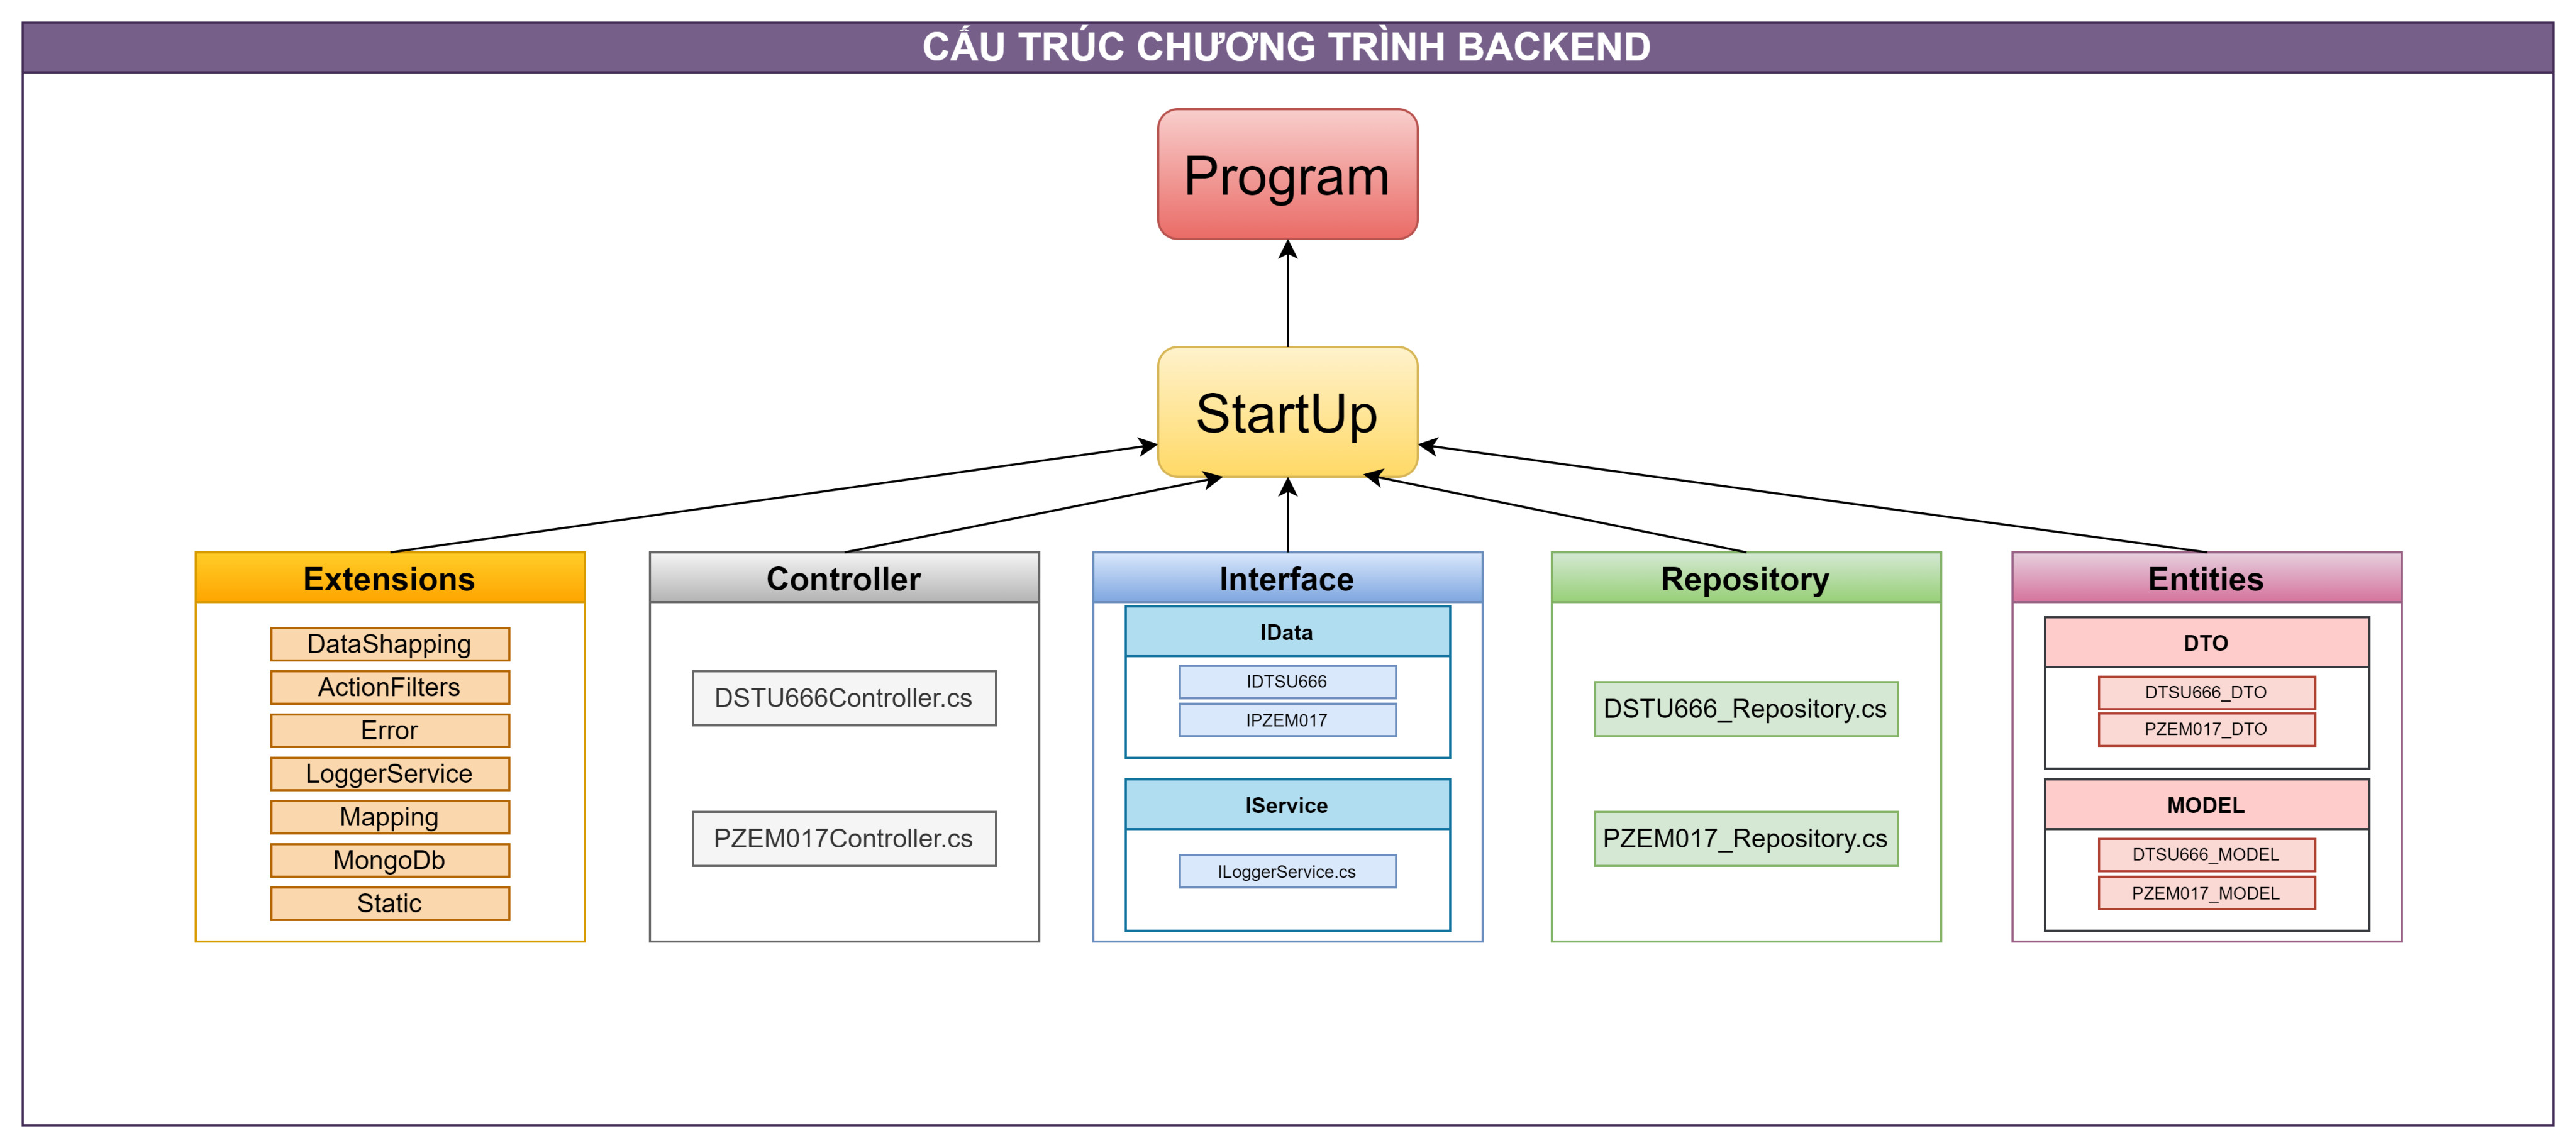 CẤU TRÚC CHƯƠNG TRÌNH BACKEND
Program
StartUp
Extensions
DataShapping
ActionFilters
Error
LoggerService
Mapping
MongoDb
Static
Controller
DSTU666Controller.cs
PZEM017Controller.cs
Interface
IData
IDTSU666
IPZEM017
IService
ILoggerService.cs
Repository
DSTU666_Repository.cs
PZEM017_Repository.cs
Entities
DTO
DTSU666_DTO
PZEM017_DTO
MODEL
DTSU666_MODEL
PZEM017_MODEL